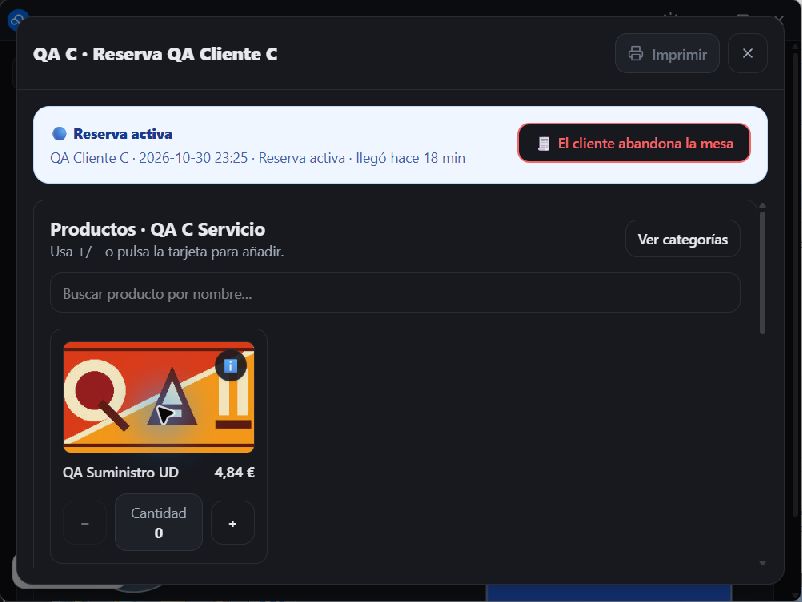 QA C · Reserva QA Cliente C
Imprimir
Reserva activa
QA Cliente C · 2026-10-30 23:25 · Reserva activa · llegó hace 18 min
El cliente abandona la mesa
Productos · QA C Servicio
Usa +/− o pulsa la tarjeta para añadir.
Ver categorías
Buscar producto por nombre...
QA Suministro UD
4,84 €
−
Cantidad
0
+